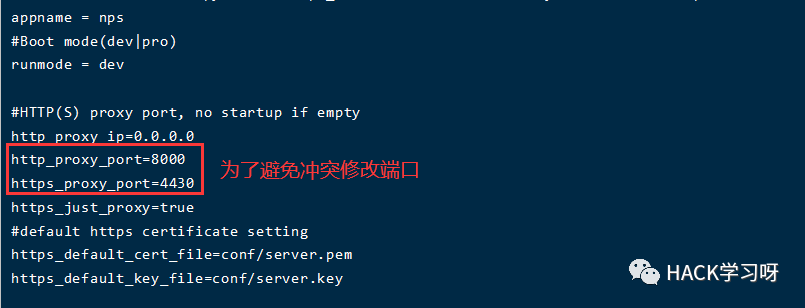 appname = nps
#Boot mode(dev|pro)
runmode = dev
#HTTP(S) proxy port, no startup if empty
http_proxy_ip=0.0.0.0
http_proxy_port=8000
https_proxy_port=4430
为了避免冲突修改端口
https_just_proxy=true
#default https certificate setting
https_default_cert_file=conf/server.pem
https_default_key_file=conf/server.key
HACK学习呀